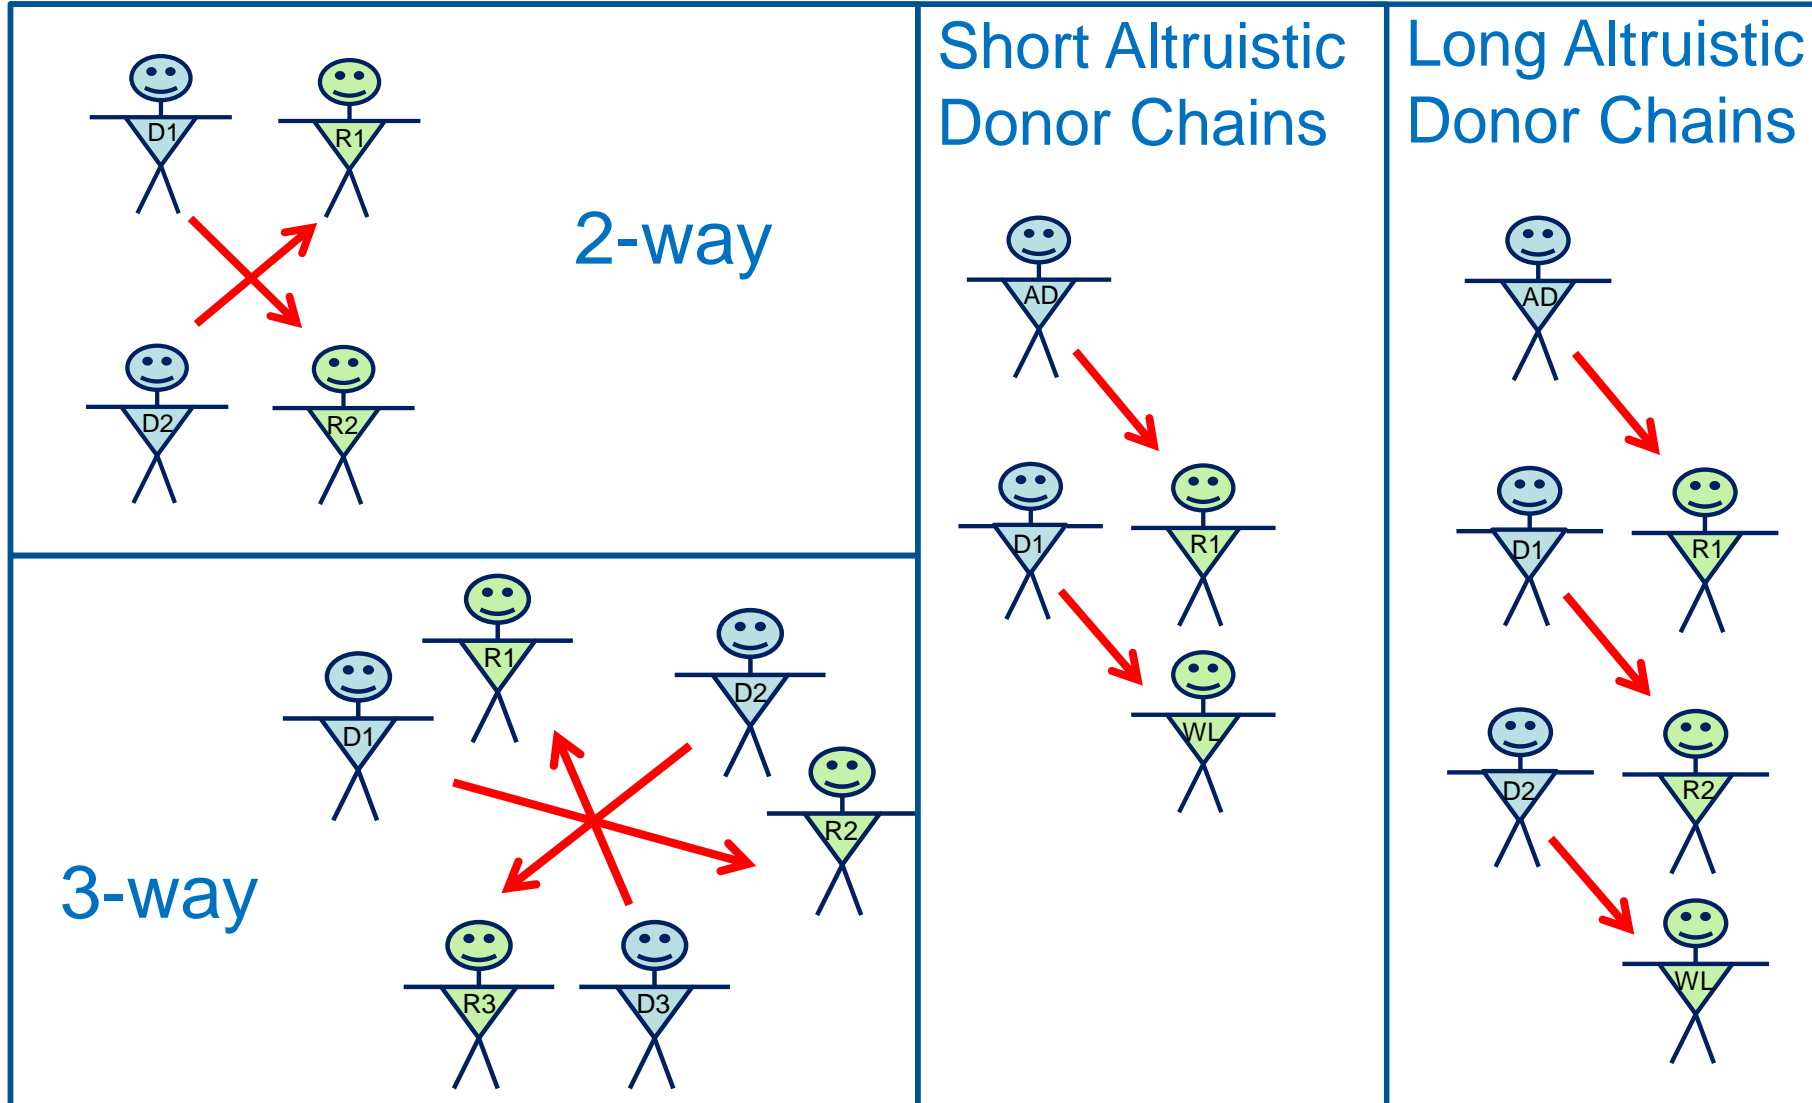 D1
R1
2-way
D2
R2
R1
D2
D1
R2
3-way
R3
D3
Short Altruistic
Donor Chains
AD
D1
R1
WL
Long Altruistic
Donor Chains
AD
D1
R1
D2
R2
WL